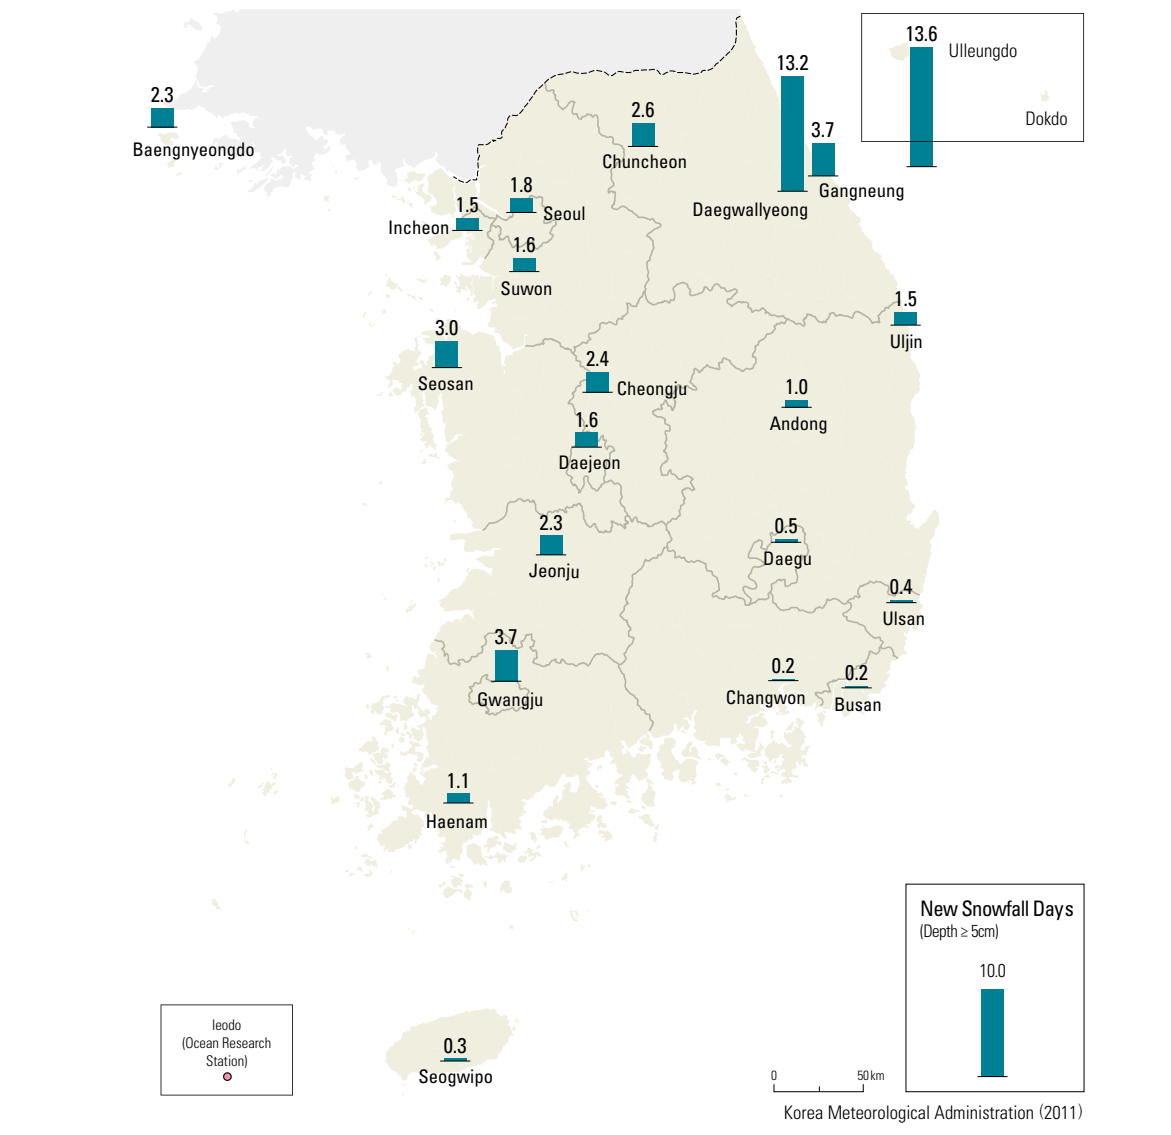 13.6
Ulleungdo
Dokdo
13.2
3.7
Gangneung
Daegwallyeong
2.3
Baengnyeongdo
2.6
Chuncheon
1.8
Seoul
1.5
Incheon
1.6
Suwon
1.5
Uljin
3.0
Seosan
2.4
Cheongju
1.0
Andong
1.6
Daejeon
2.3
Jeonju
0.5
Daegu
0.4
Ulsan
3.7
Gwangju
0.2
Changwon
0.2
Busan
1.1
Haenam
New Snowfall Days
(Depth ≥ 5cm)
10.0
Ieodo
(Ocean Research
Station)
0.3
Seogwipo
0 50 km
Korea Meteorological Administration (2011)